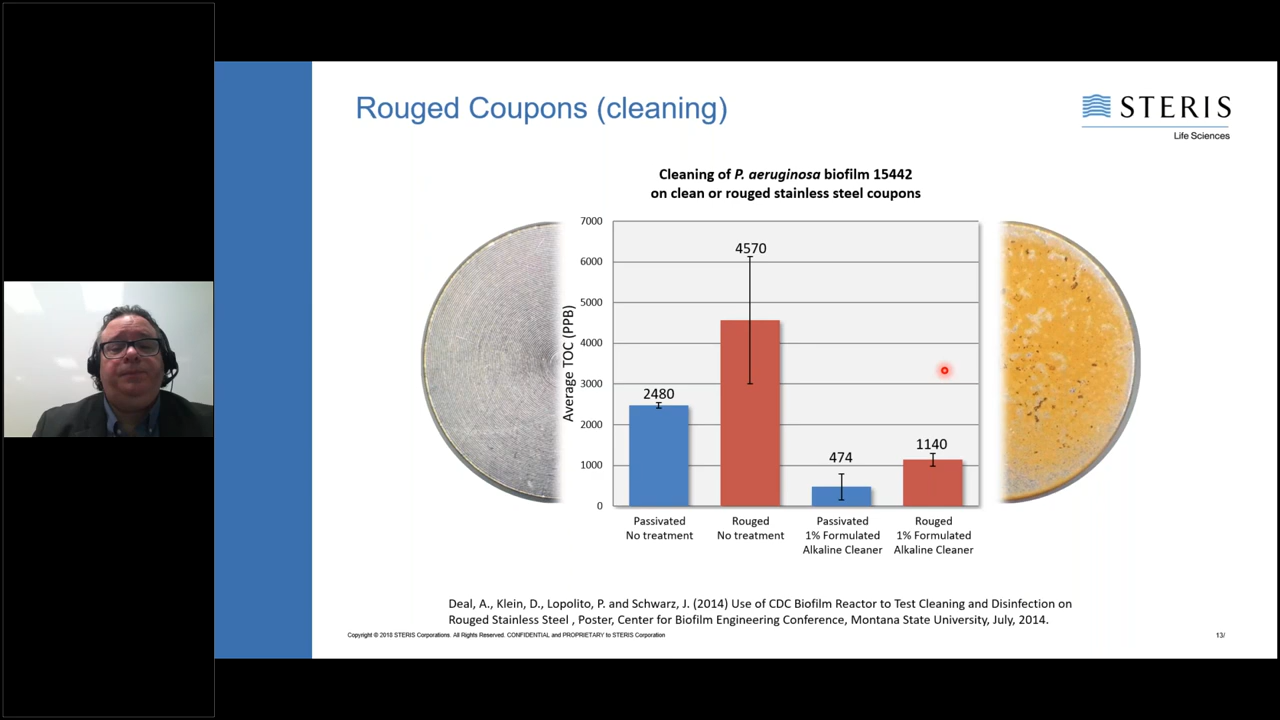 Rouged Coupons (cleaning)
STERIS
Life Sciences
Cleaning of P. aeruginosa biofilm 15442
on clean or rouged stainless steel coupons
Average TOC (PPB)
7000
6000
5000
4000
3000
2000
1000
0
2480
4570
474
1140
Passivated
No treatment
Rouged
No treatment
Passivated
1% Formulated
Alkaline Cleaner
Rouged
1% Formulated
Alkaline Cleaner
Deal, A., Klein, D., Lopolito, P. and Schwarz, J. (2014) Use of CDC Biofilm Reactor to Test Cleaning and Disinfection on
Rouged Stainless Steel , Poster, Center for Biofilm Engineering Conference, Montana State University, July, 2014.
Copyright © 2018 STERIS Corporations. All Rights Reserved. CONFIDENTIAL and PROPRIETARY to STERIS Corporation
13/